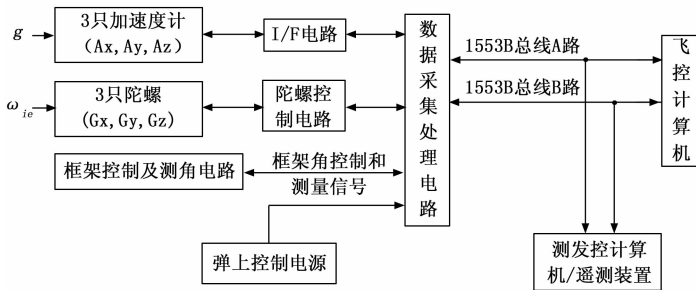 g
3只加速度计
（Ax,Ay,Az）
I/F电路
数据采集处理电路
1553B总线A路
飞控计算机
ω_ie
3只陀螺
(Gx,Gy,Gz)
陀螺控
制电路
1553B总线B路
框架控制及测角电路
框架角控制和
测量信号
弹上控制电源
测发控计算
机/遥测装置